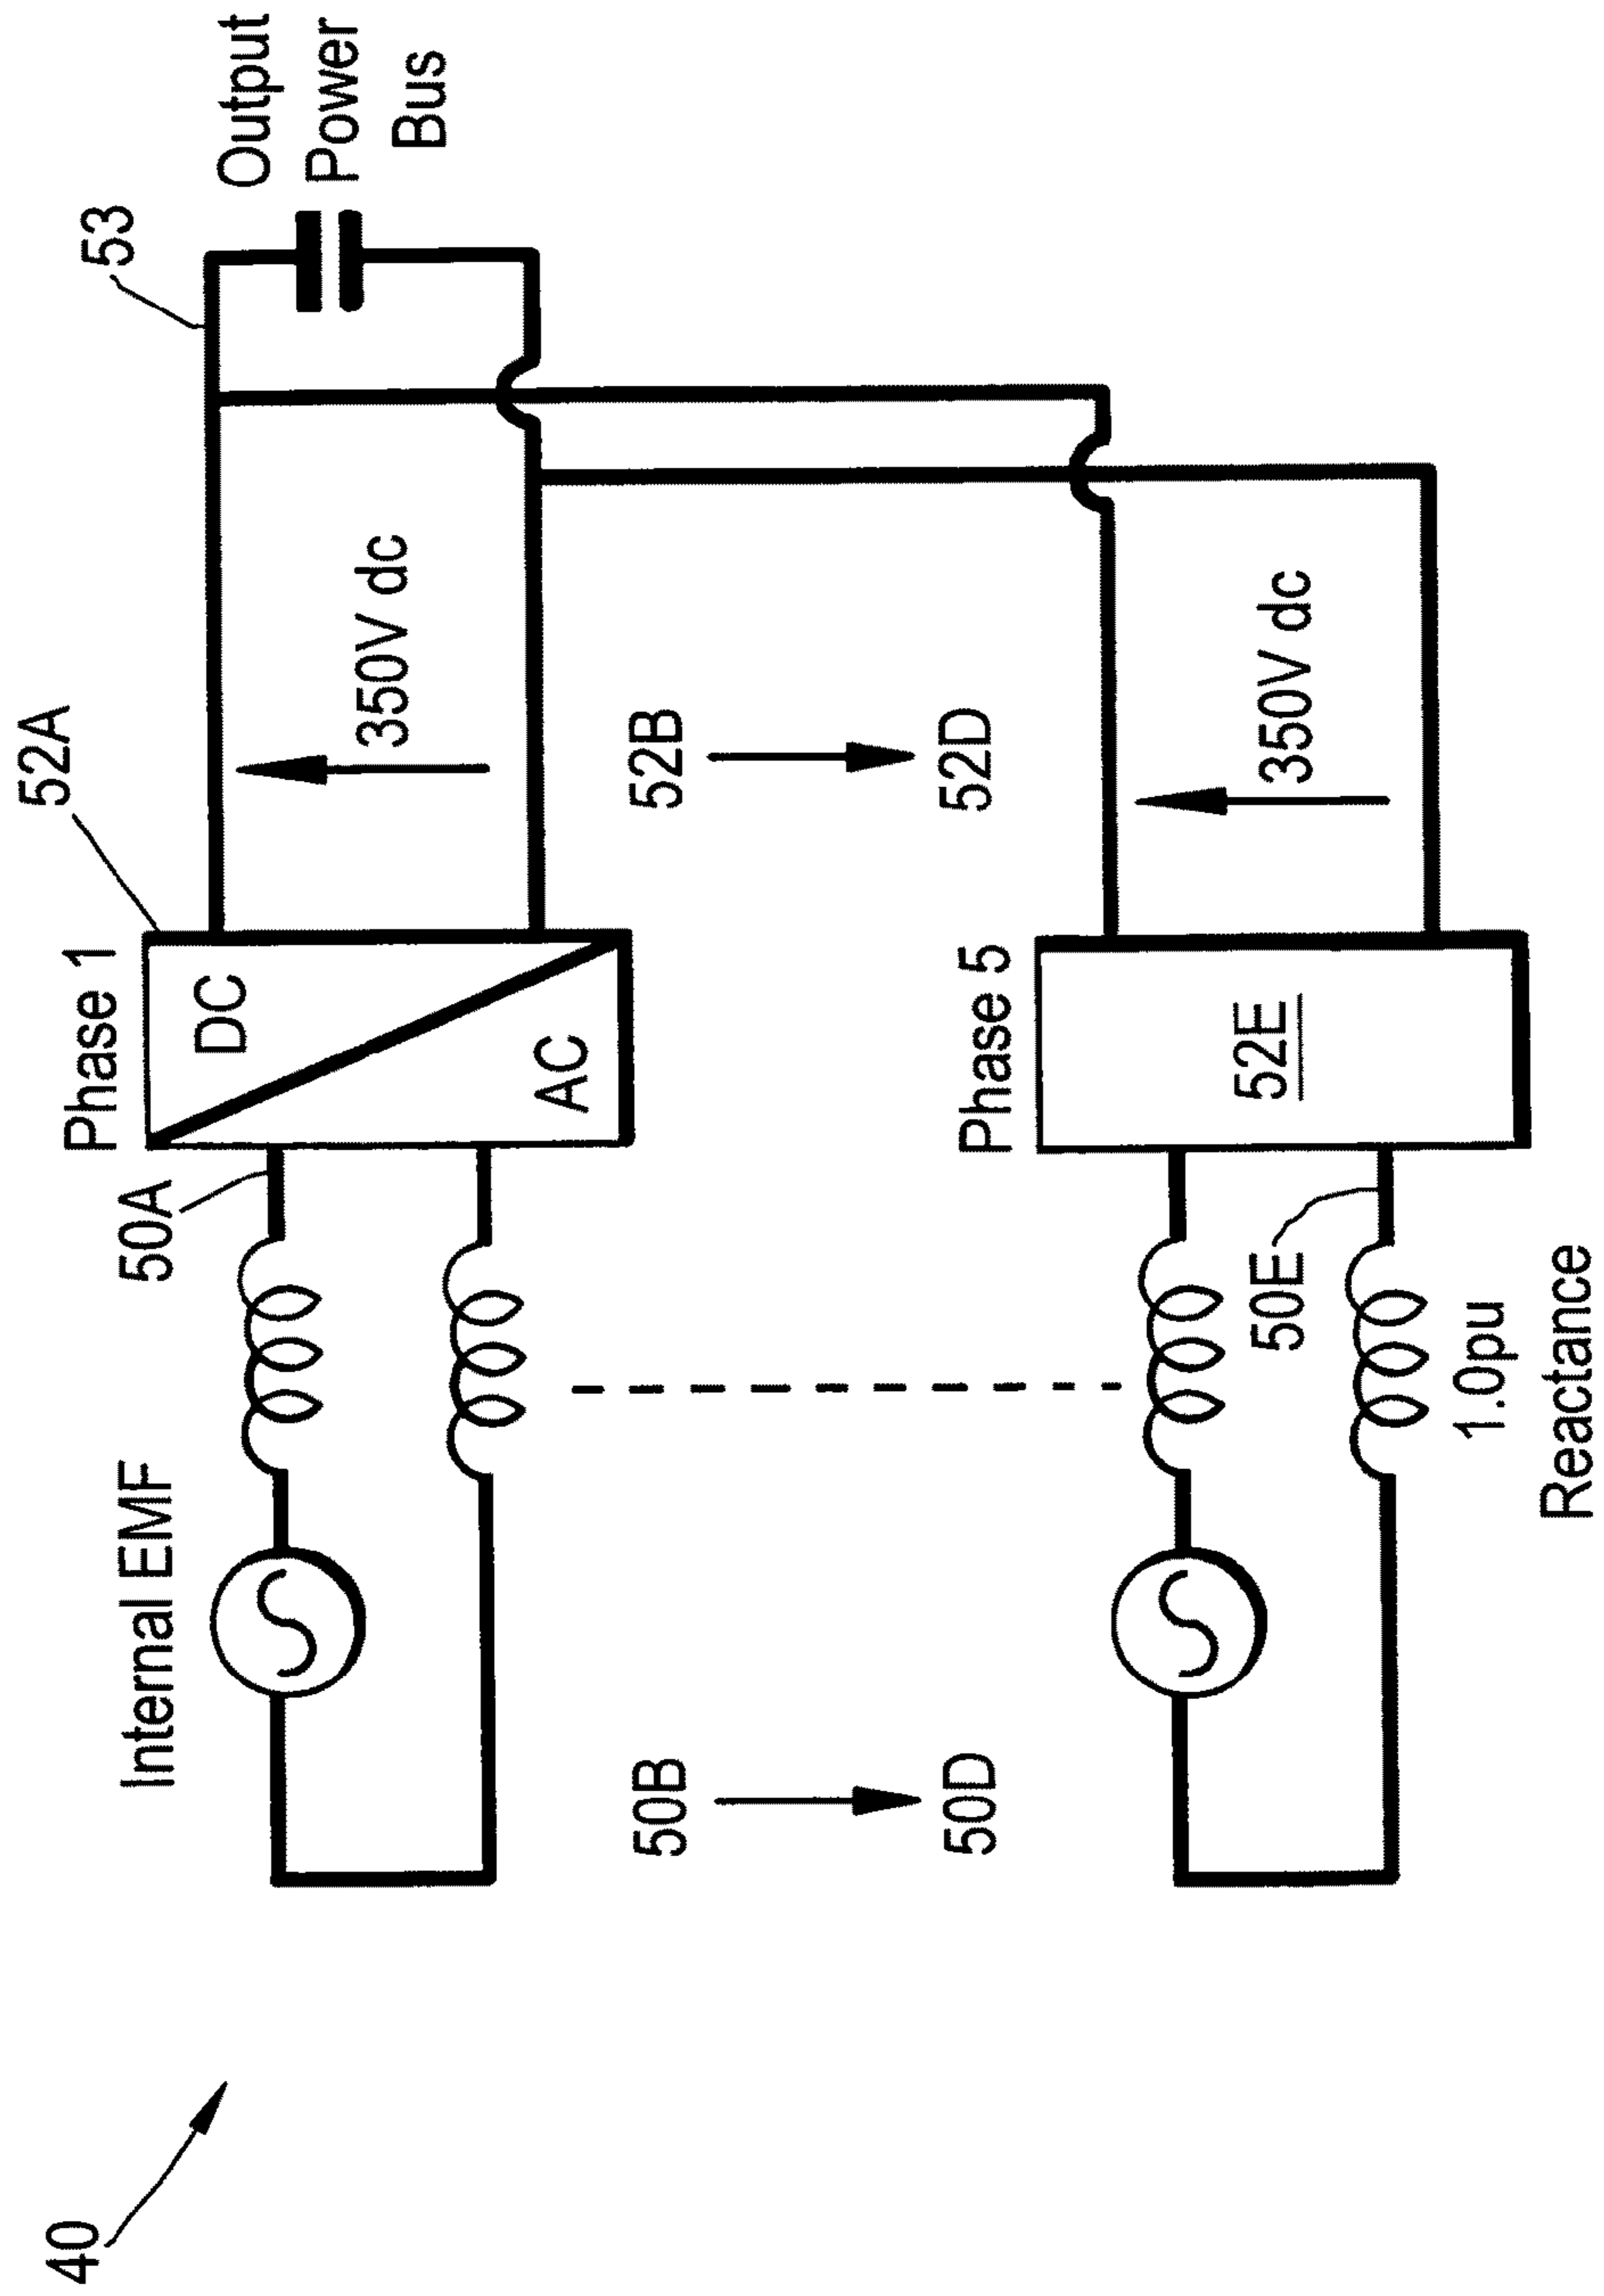 40
Internal EMF
50A
Phase 1
52A
53
DC
AC
350V dc
Output
Power
Bus
50B
50D
52B
52D
Phase 5
52E
50E
350V dc
1.0pu
Reactance